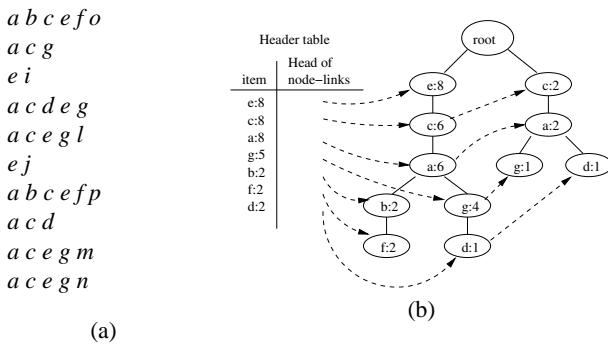 a b c e f o
a c g
e i
a c d e g
a c e g l
e j
a b c e f p
a c d
a c e g m
a c e g n
(a)
Header table
item
Head of
node−links
e:8
c:8
a:8
g:5
b:2
f:2
d:2
root
e:8
c:2
c:6
a:2
a:6
g:1
d:1
b:2
g:4
f:2
d:1
(b)